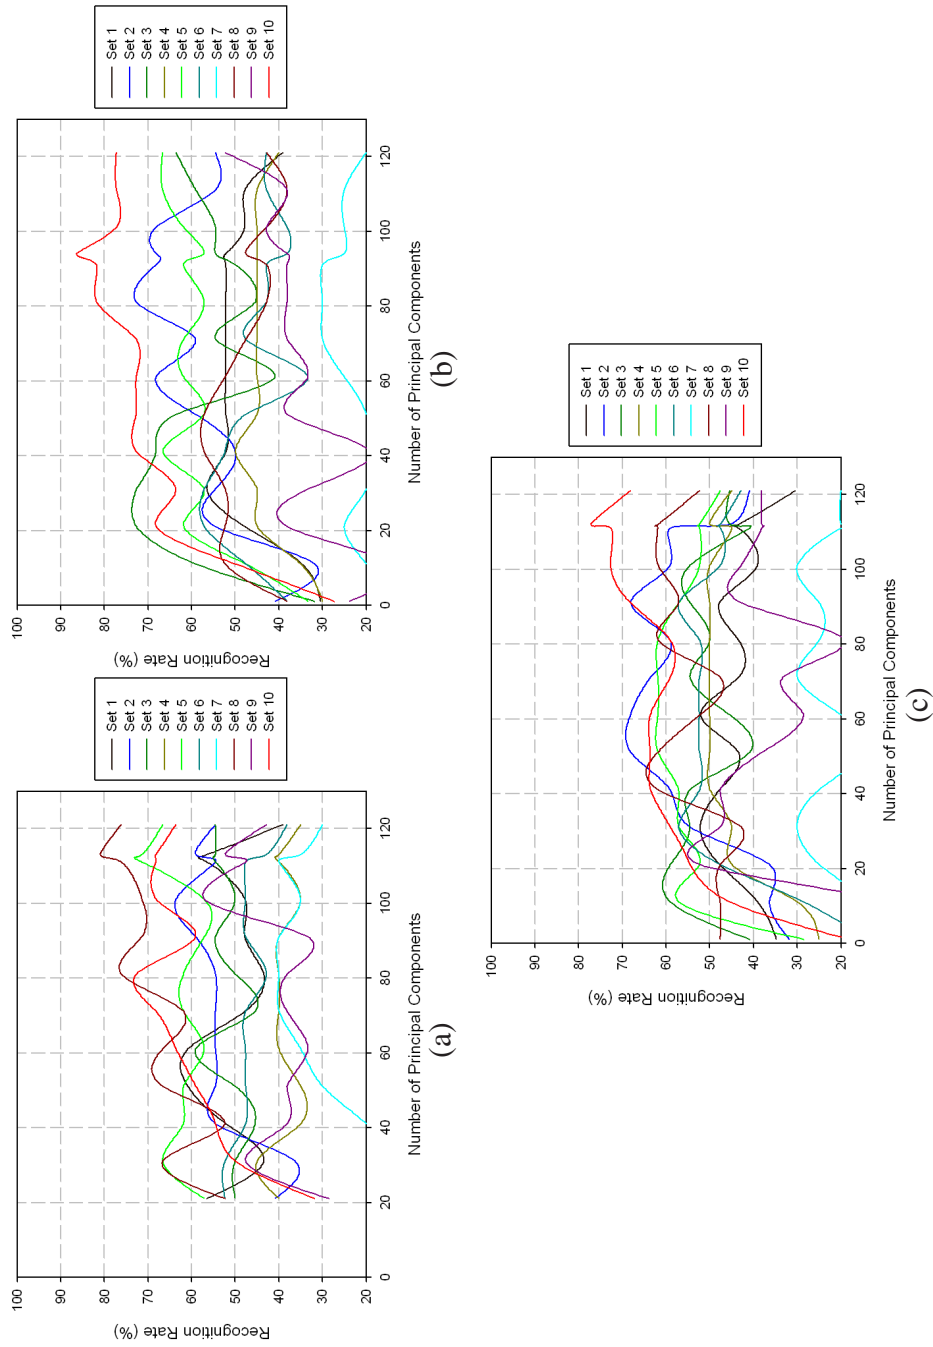 100
90
80
70
60
50
40
30
20
Recognition Rate (%)
0
20
40
60
80
100
120
Number of Principal Components
Set 1
Set 2
Set 3
Set 4
Set 5
Set 6
Set 7
Set 8
Set 9
Set 10
(a)
100
90
80
70
60
50
40
30
20
Recognition Rate (%)
0
20
40
60
80
100
120
Number of Principal Components
Set 1
Set 2
Set 3
Set 4
Set 5
Set 6
Set 7
Set 8
Set 9
Set 10
(b)
100
90
80
70
60
50
40
30
20
Recognition Rate (%)
0
20
40
60
80
100
120
Number of Principal Components
Set 1
Set 2
Set 3
Set 4
Set 5
Set 6
Set 7
Set 8
Set 9
Set 10
(c)